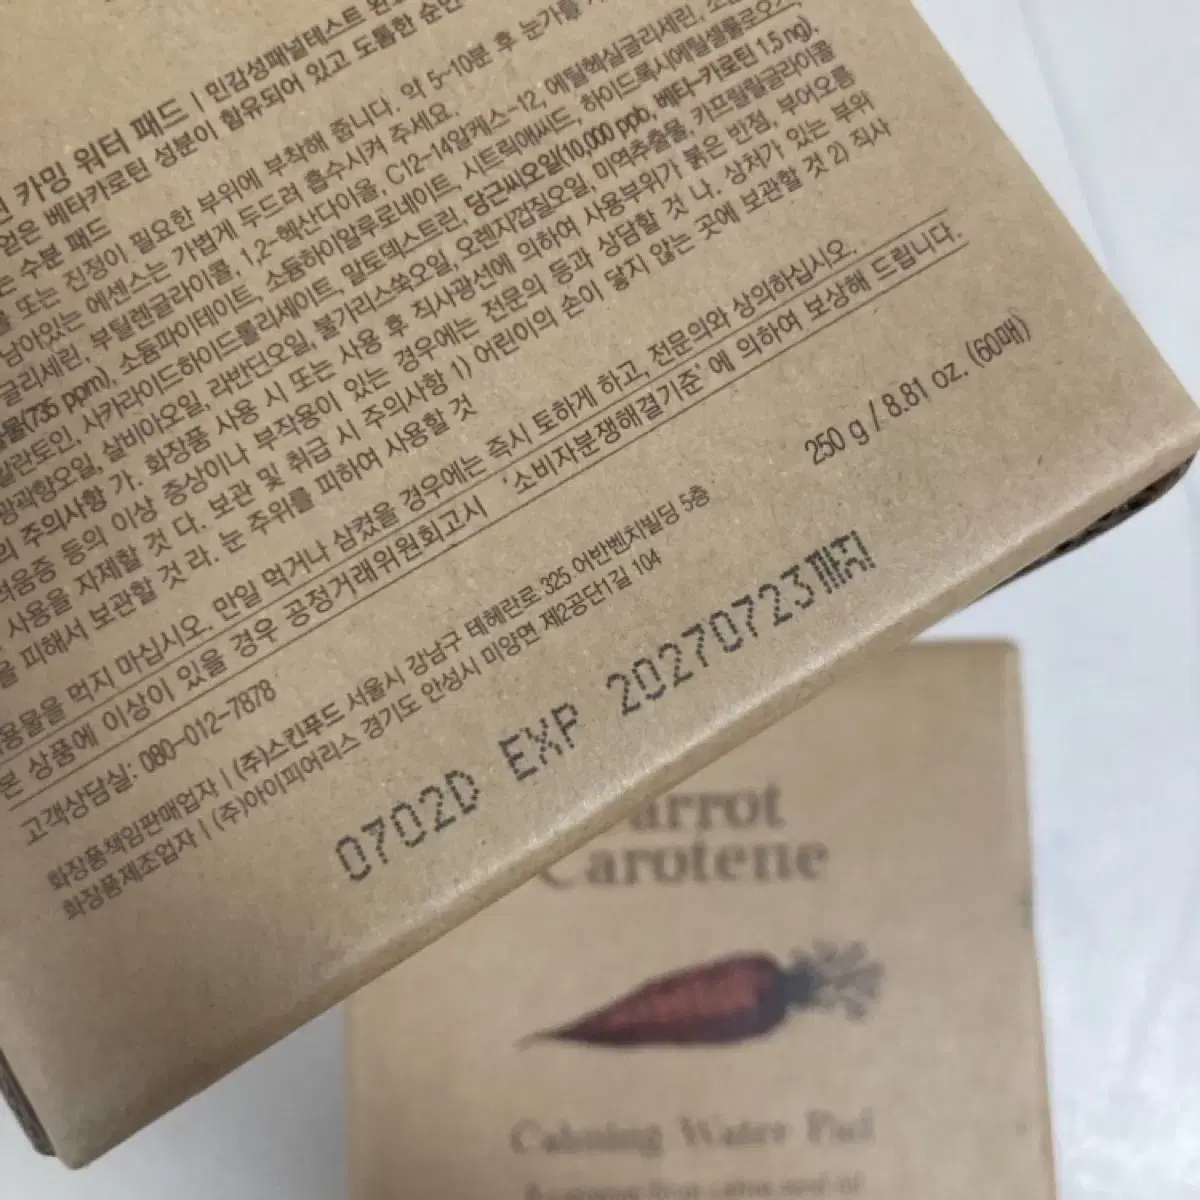 카밍 워터 패드 | 민감성패널테스트 완료
얻은 베타카로틴 성분이 함유되어 있고 도톰한 순면
수분 패드
또는 진정이 필요한 부위에 부착해 줍니다. 약 5~10분 후 눈가를
남아있는 에센스는 가볍게 두드려 흡수시켜 주세요.
글리세린, 부틸렌글라이콜, 1,2-헥산다이올, C12-14알케스-12, 에틸헥실글리세린,
(735 ppm), 소듐파이테이트, 소듐하이알루로네이트, 시트릭애씨드, 하이드록시에틸셀룰로오스,
알란토인, 사카라이드하이드롤리세이트, 말토덱스트린, 당근씨오일(10,000 ppb, 베타-카로틴 1.5 ng),
광곽향오일, 살비아오일, 라반딘오일, 불가리스쑥오일, 오렌지껍질오일, 미역추출물, 카프릴릴글라이콜
주의사항 가. 화장품 사용 시 또는 사용 후 직사광선에 의하여 사용부위가 붉은 반점, 부어오름
려움증 등의 이상 증상이나 부작용이 있는 경우에는 전문의 등과 상담할 것 나. 상처가 있는 부위
사용을 자제할 것 다. 보관 및 취급 시 주의사항 1) 어린이의 손이 닿지 않는 곳에 보관할 것 2) 직사
을 피해서 보관할 것 라. 눈 주위를 피하여 사용할 것
용물을 먹지 마십시오. 만일 먹거나 삼켰을 경우에는 즉시 토하게 하고, 전문의와 상의하십시오.
본 상품에 이상이 있을 경우 공정거래위원회고시 '소비자분쟁해결기준'에 의하여 보상해 드립니다.
고객상담실: 080-012-7878
250 g / 8.81 oz. (60매)
화장품책임판매업자 | (주)스킨푸드 서울시 강남구 테헤란로 325 어반벤치빌딩 5층
화장품제조업자 | (주)아이피어리스 경기도 안성시 미양면 제2공단1길 104
0702D EXP 20270723까지
Carrot
Carotene
Calming Water Pad